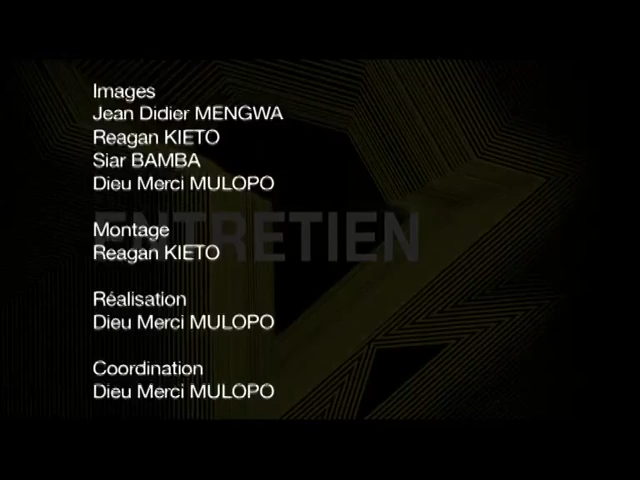 Images
Jean Didier MENGWA
Reagan KIETO
Siar BAMBA
Dieu Merci MULOPO
ENTRETIEN
Montage
Reagan KIETO
Réalisation
Dieu Merci MULOPO
Coordination
Dieu Merci MULOPO